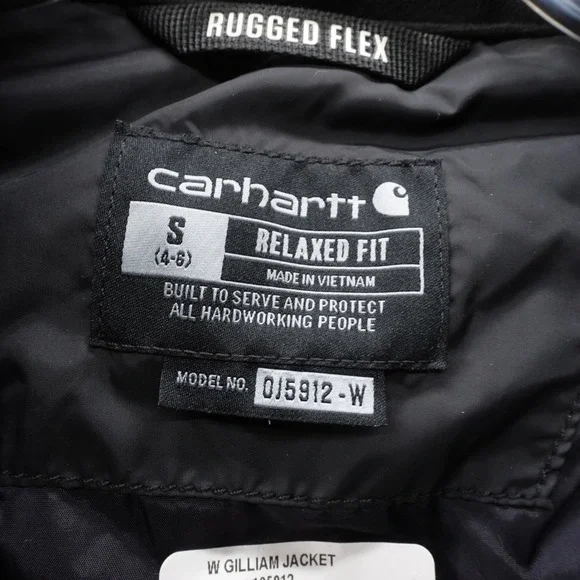 RUGGED FLEX
carhartt
S
(4-6)
RELAXED FIT
MADE IN VIETNAM
BUILT TO SERVE AND PROTECT
ALL HARDWORKING PEOPLE
MODEL NO. OJ5912-W
W GILLIAM JACKET